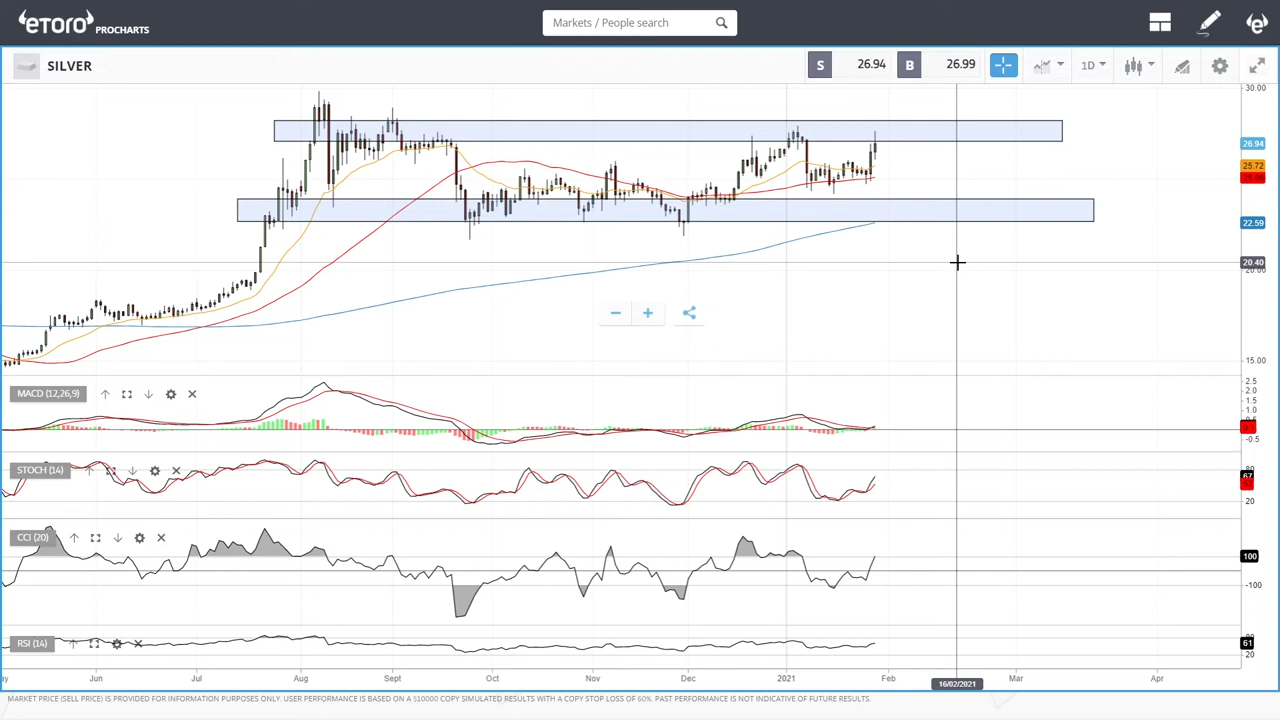 eTORO PROCHARTS
Markets / People search
SILVER
S 26.94 B 26.99
1D
30.00
26.94
25.72
22.59
20.40
20.00
15.00
MACD (12,26,9)
2.5
2.0
1.5
1.0
-0.5
STOCH (14)
80
67
20
CCI (20)
100
-100
RSI (14)
61
20
Jun Jul Aug Sept Oct Nov Dec 2021 Feb Mar Apr
16/02/2021
MARKET PRICE (SELL PRICE) IS PROVIDED FOR INFORMATION PURPOSES ONLY. USER PERFORMANCE IS BASED ON A $10000 COPY SIMULATED RESULTS WITH A COPY STOP LOSS OF 60%. PAST PERFORMANCE IS NOT INDICATIVE OF FUTURE RESULTS.